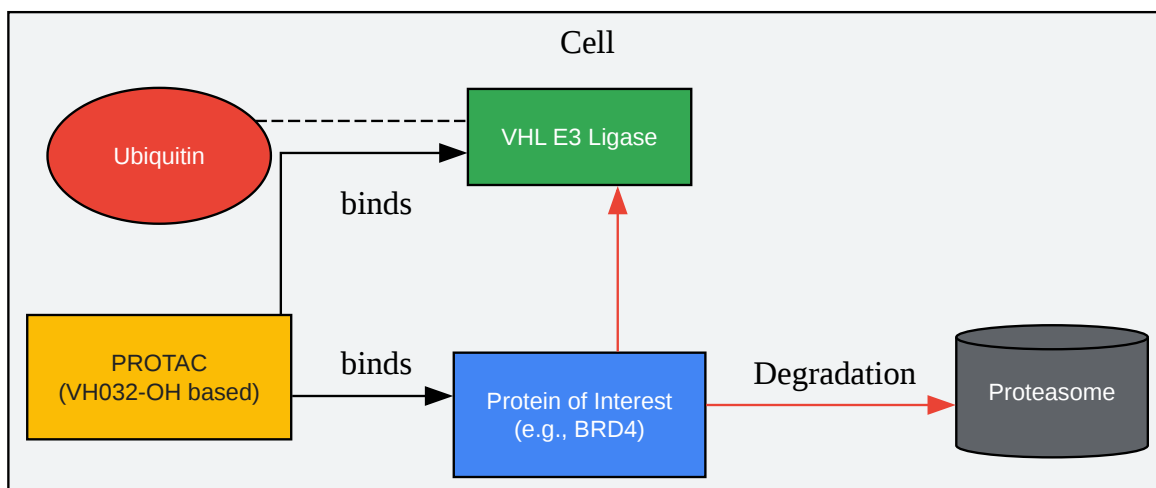 Cell
Ubiquitin
VHL E3 Ligase
binds
PROTAC
(VH032-OH based)
binds
Protein of Interest
(e.g., BRD4)
Degradation
Proteasome